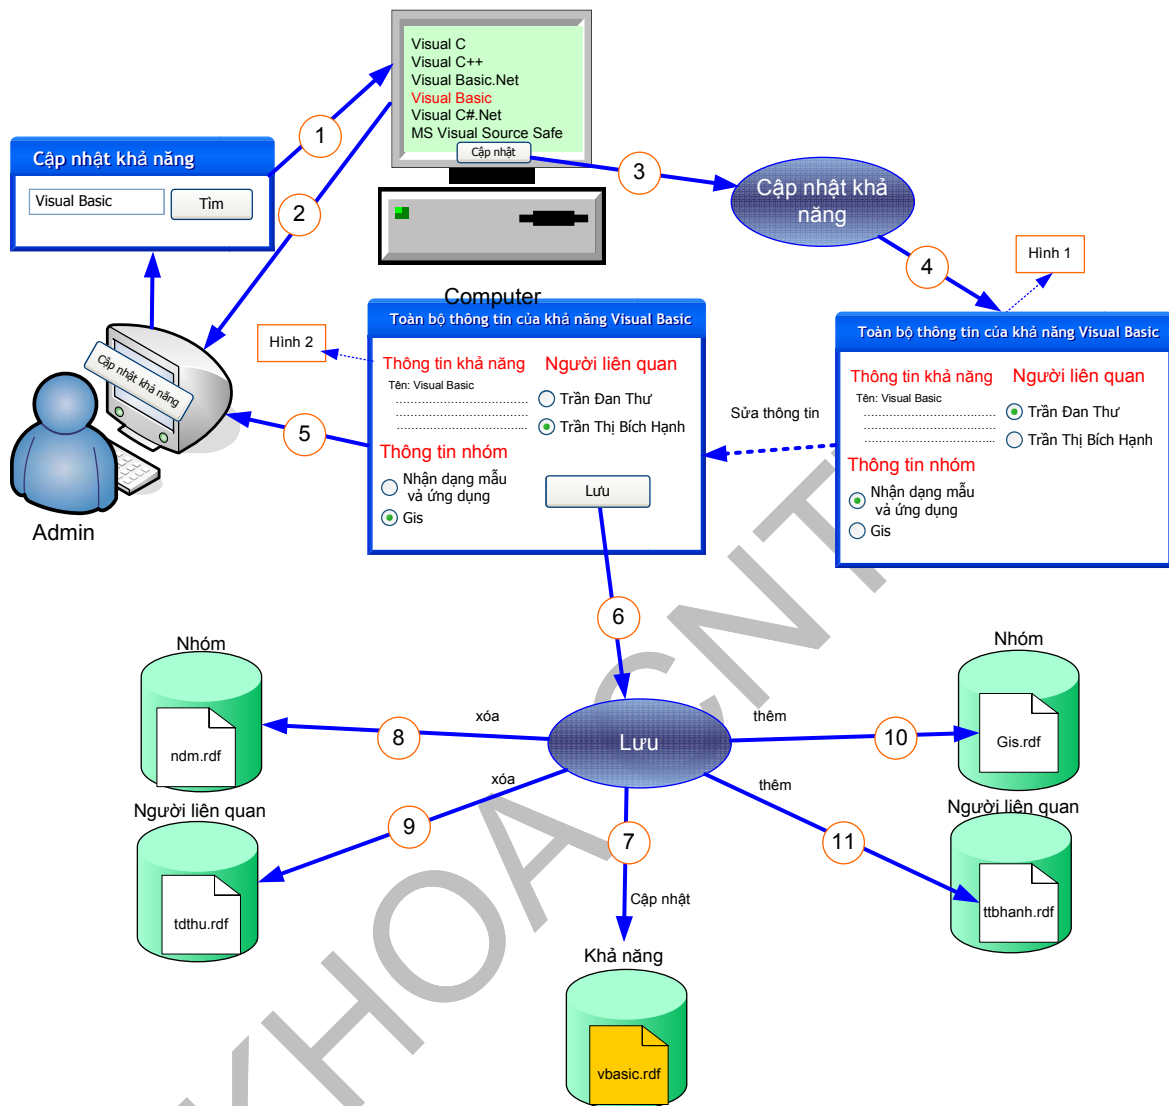 Visual C
Visual C++
Visual Basic.Net
Visual Basic
Visual C#.Net
MS Visual Source Safe
Cập nhật
Computer
1
2
3
Cập nhật khả năng
Visual Basic
Tìm
Cập nhật khả
năng
4
Hình 1
Cập nhật khả năng
Admin
5
Hình 2
Toàn bộ thông tin của khả năng Visual Basic
Thông tin khả năng
Tên: Visual Basic
Người liên quan
Trần Đan Thư
Trần Thị Bích Hạnh
Thông tin nhóm
Nhận dạng mẫu
và ứng dụng
Gis
Lưu
Sửa thông tin
Toàn bộ thông tin của khả năng Visual Basic
Thông tin khả năng
Tên: Visual Basic
Người liên quan
Trần Đan Thư
Trần Thị Bích Hạnh
Thông tin nhóm
Nhận dạng mẫu
và ứng dụng
Gis
6
Lưu
Nhóm
ndm.rdf
8
xóa
Người liên quan
tdthu.rdf
9
xóa
7
Cập nhật
Khả năng
vbasic.rdf
thêm
10
Nhóm
Gis.rdf
thêm
11
Người liên quan
ttbhanh.rdf
KHOA CNT